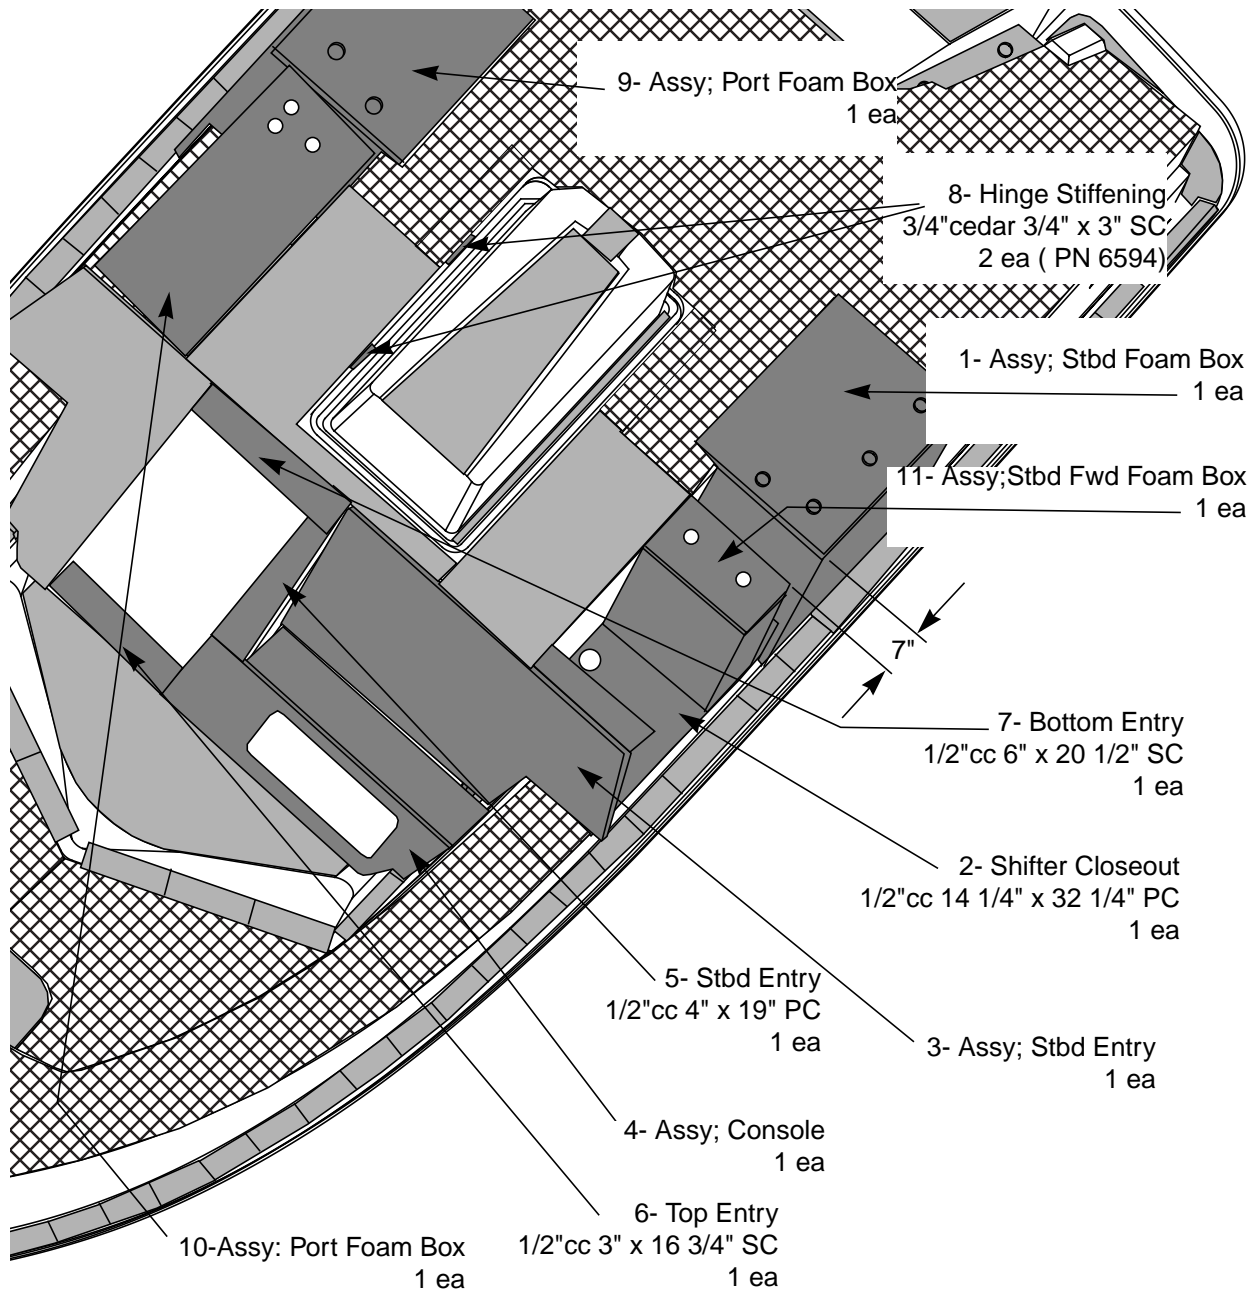 9- Assy; Port Foam Box
1 ea
8- Hinge Stiffening
3/4"cedar 3/4" x 3" SC
2 ea ( PN 6594)
1- Assy; Stbd Foam Box
1 ea
11- Assy;Stbd Fwd Foam Box
1 ea
7"
7- Bottom Entry
1/2"cc 6" x 20 1/2" SC
1 ea
2- Shifter Closeout
1/2"cc 14 1/4" x 32 1/4" PC
1 ea
5- Stbd Entry
1/2"cc 4" x 19" PC
1 ea
3- Assy; Stbd Entry
1 ea
4- Assy; Console
1 ea
6- Top Entry
1/2"cc 3" x 16 3/4" SC
1 ea
10-Assy: Port Foam Box
1 ea